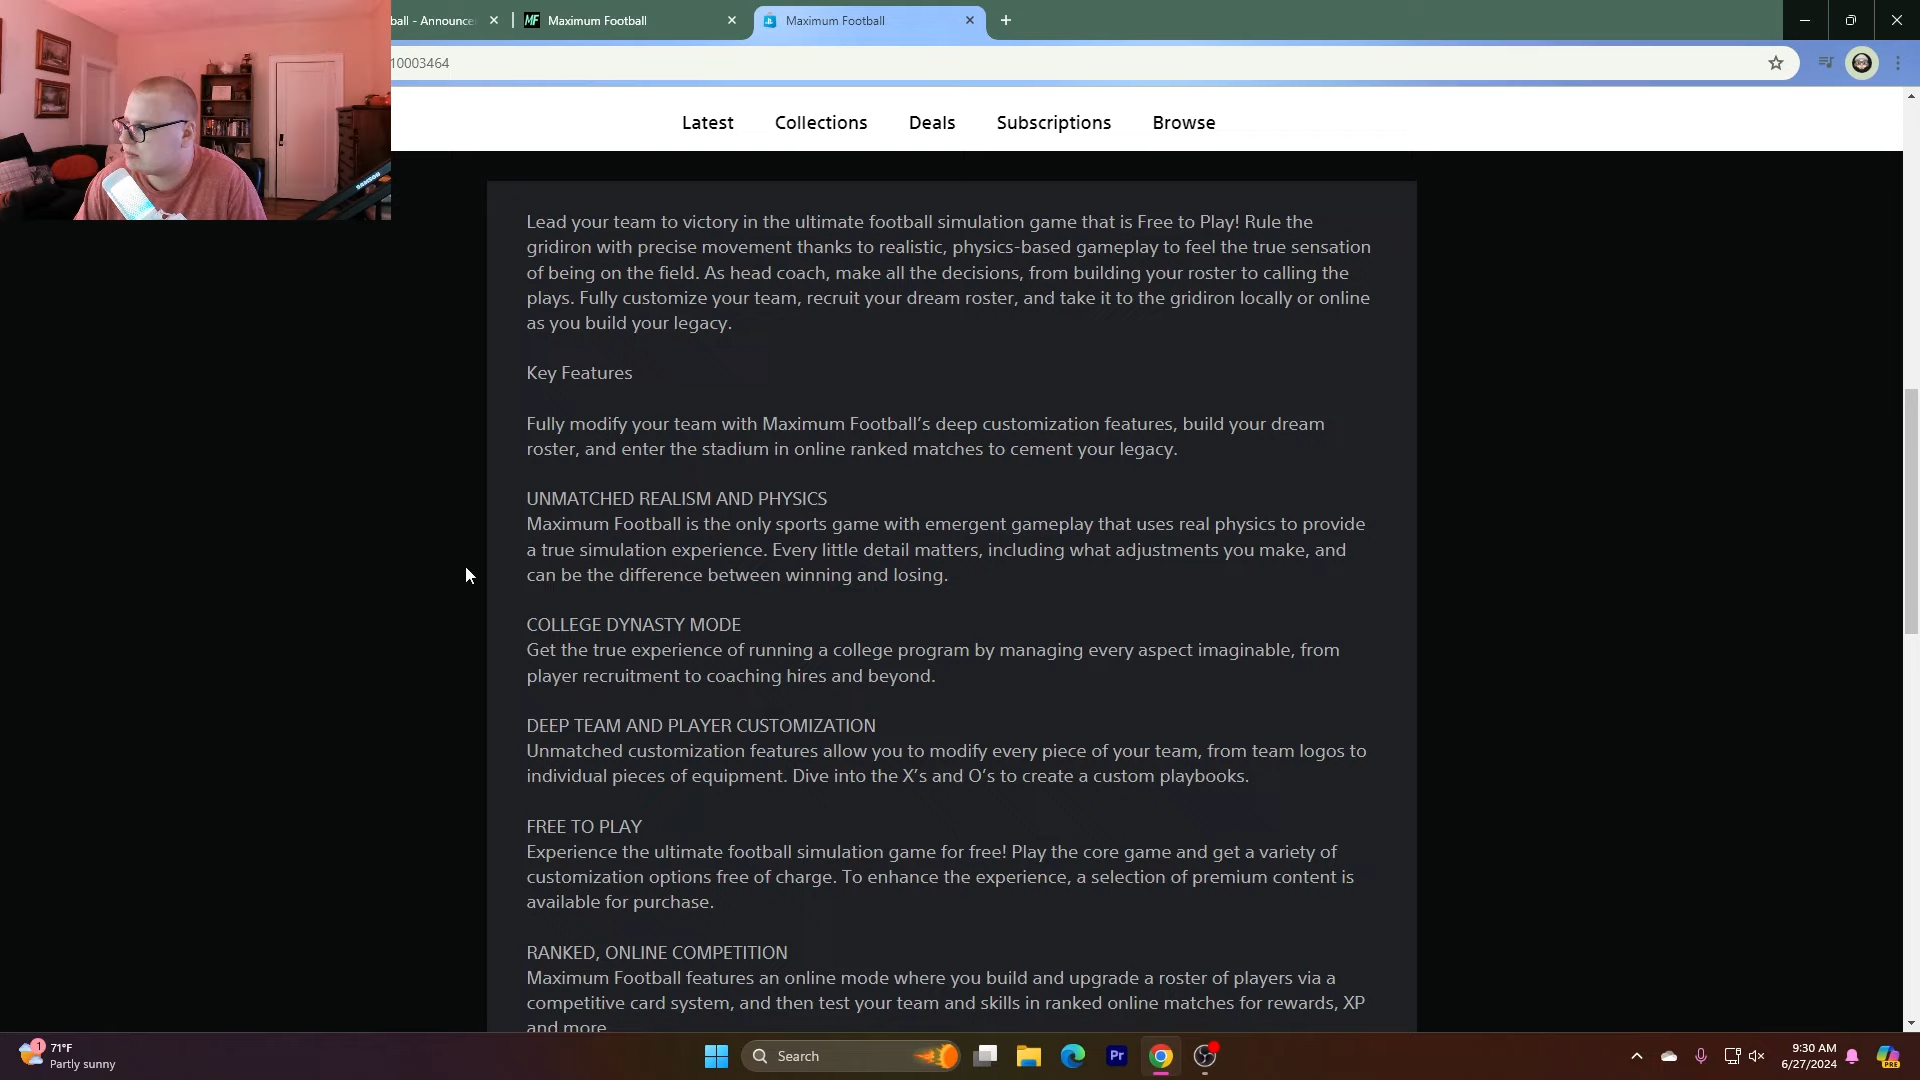 ball - Announce
MF Maximum Football
Maximum Football
10003464
Latest Collections Deals Subscriptions Browse
SAMSON
Lead your team to victory in the ultimate football simulation game that is Free to Play! Rule the
gridiron with precise movement thanks to realistic, physics-based gameplay to feel the true sensation
of being on the field. As head coach, make all the decisions, from building your roster to calling the
plays. Fully customize your team, recruit your dream roster, and take it to the gridiron locally or online
as you build your legacy.
Key Features
Fully modify your team with Maximum Football’s deep customization features, build your dream
roster, and enter the stadium in online ranked matches to cement your legacy.
UNMATCHED REALISM AND PHYSICS
Maximum Football is the only sports game with emergent gameplay that uses real physics to provide
a true simulation experience. Every little detail matters, including what adjustments you make, and
can be the difference between winning and losing.
COLLEGE DYNASTY MODE
Get the true experience of running a college program by managing every aspect imaginable, from
player recruitment to coaching hires and beyond.
DEEP TEAM AND PLAYER CUSTOMIZATION
Unmatched customization features allow you to modify every piece of your team, from team logos to
individual pieces of equipment. Dive into the X’s and O’s to create a custom playbooks.
FREE TO PLAY
Experience the ultimate football simulation game for free! Play the core game and get a variety of
customization options free of charge. To enhance the experience, a selection of premium content is
available for purchase.
RANKED, ONLINE COMPETITION
Maximum Football features an online mode where you build and upgrade a roster of players via a
competitive card system, and then test your team and skills in ranked online matches for rewards, XP
and more
1 71°F
Partly sunny
Search
Pr
9:30 AM
6/27/2024
PRE